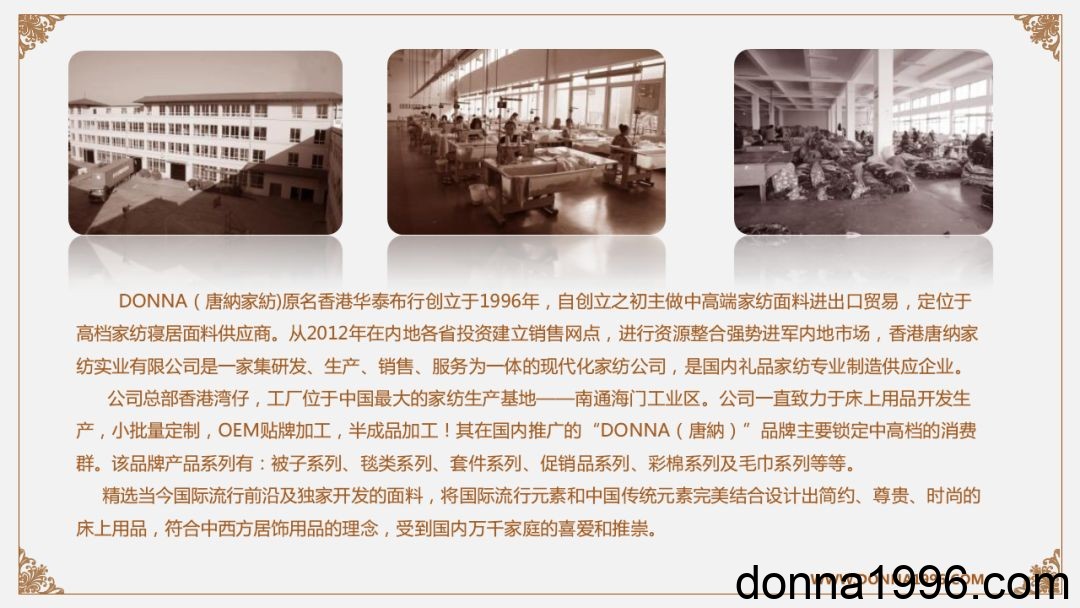 DONNA（唐納家紡)原名香港华泰布行创立于1996年，自创立之初主做中高端家纺面料进出口贸易，定位于
高档家纺寝居面料供应商。从2012年在内地各省投资建立销售网点，进行资源整合强势进军内地市场，香港唐纳家
纺实业有限公司是一家集研发、生产、销售、服务为一体的现代化家纺公司，是国内礼品家纺专业制造供应企业。
公司总部香港湾仔，工厂位于中国最大的家纺生产基地——南通海门工业区。公司一直致力于床上用品开发生
产，小批量定制，OEM贴牌加工，半成品加工！其在国内推广的“DONNA（唐納）”品牌主要锁定中高档的消费
群。该品牌产品系列有：被子系列、毯类系列、套件系列、促销品系列、彩棉系列及毛巾系列等等。
精选当今国际流行前沿及独家开发的面料，将国际流行元素和中国传统元素完美结合设计出简约、尊贵、时尚的
床上用品，符合中西方居饰用品的理念，受到国内万千家庭的喜爱和推崇。
WWW.DONNA1996.COM
donna1996.com